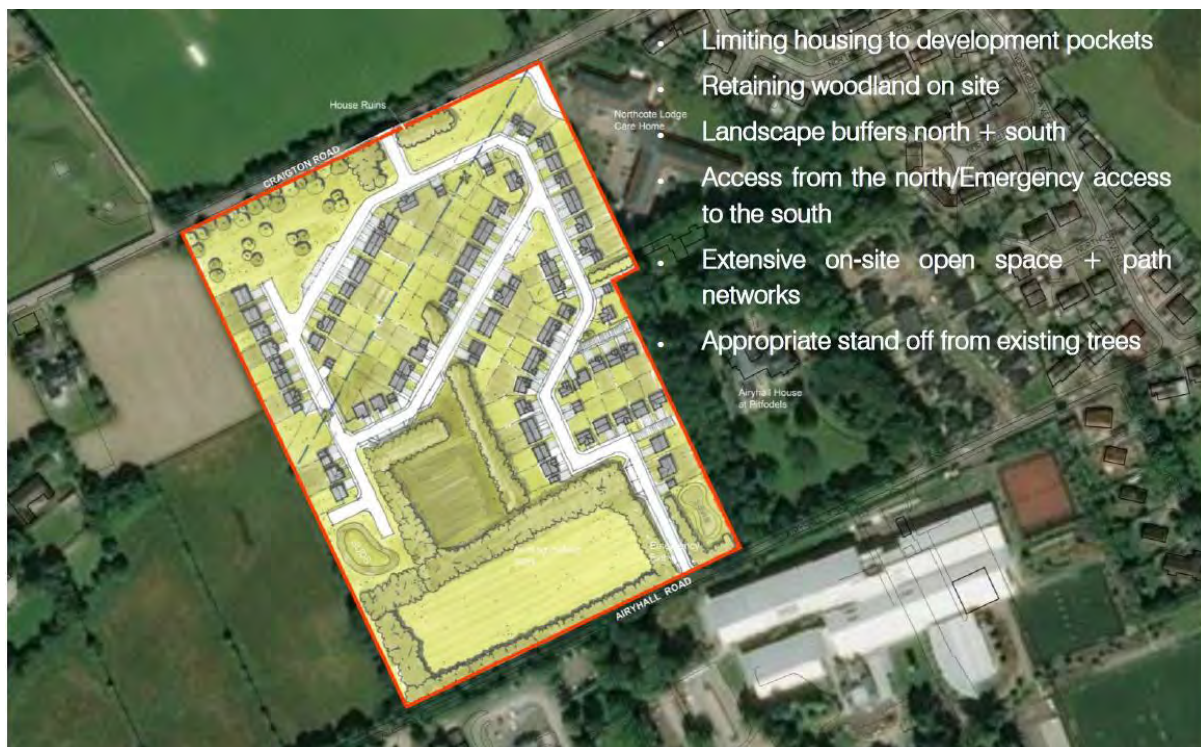 • Limiting housing to development pockets
• Retaining woodland on site
• Landscape buffers north + south
• Access from the north/Emergency access
to the south
• Extensive on-site open space + path
networks
• Appropriate stand off from existing trees
House Ruins
Northcote Lodge
Care Home
CRAIGTON ROAD
Airyhall House
at Pitfodels
Emergency
AIRYHALL ROAD